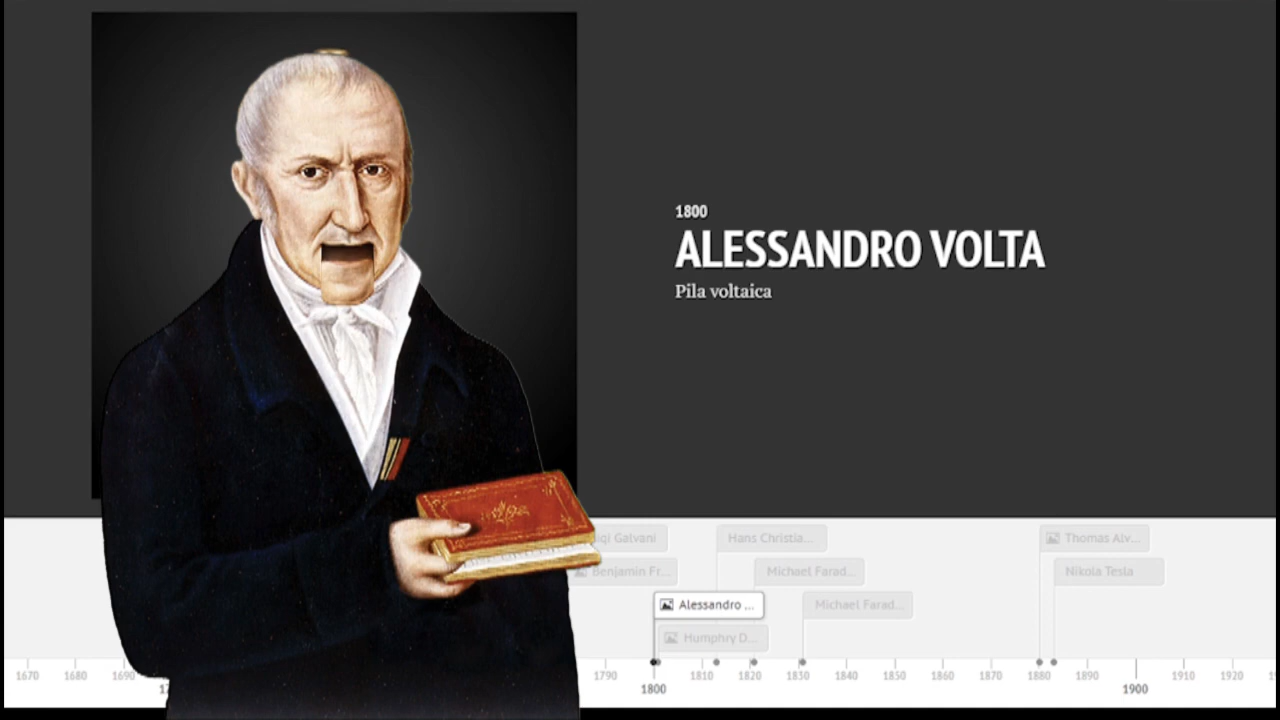 1800
ALESSANDRO VOLTA
Pila voltaica
Galvani
Hans Christia...
Thomas Alv...
Benjamin Fr...
Michael Farad...
Nikola Tesla
Alessandro ...
Michael Farad...
Humphry D...
1670 1680 1690 1790 1800 1810 1820 1830 1840 1850 1860 1870 1880 1890 1900 1910 1920